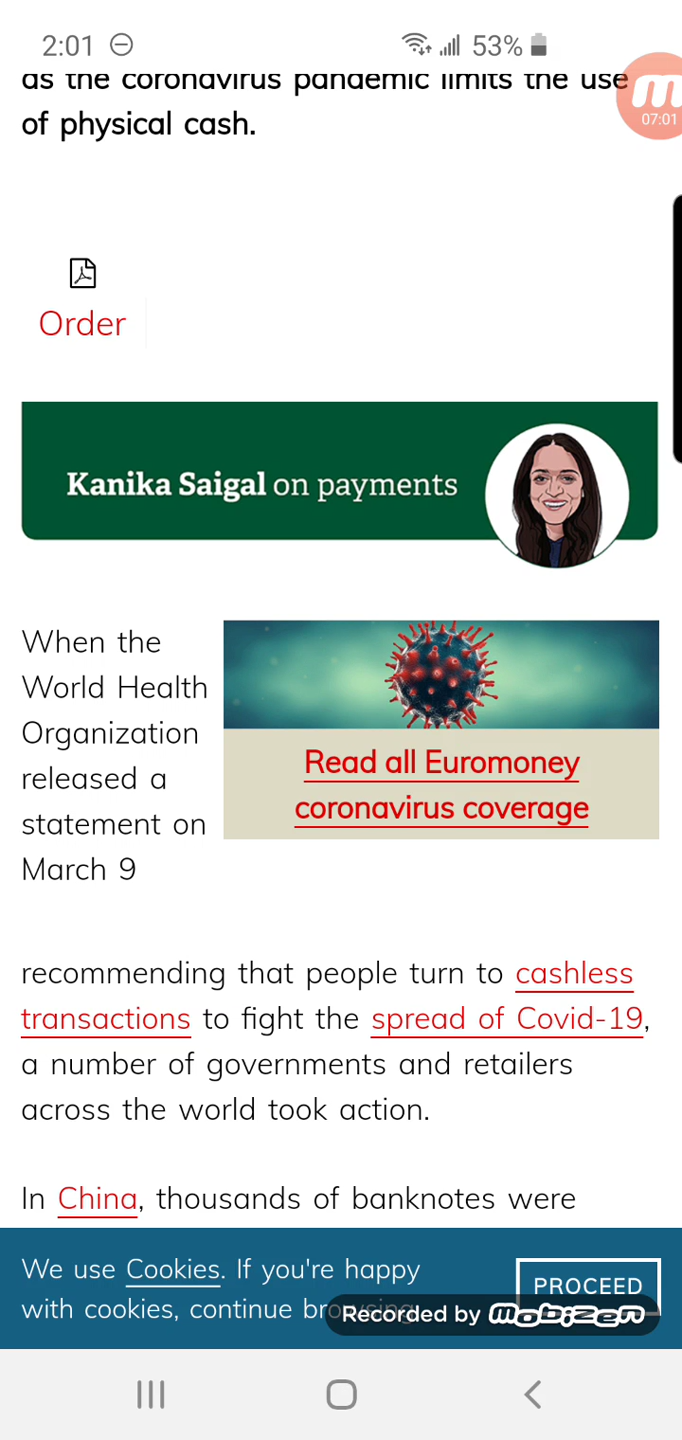 2:01
53%
as the coronavirus pandemic limits the use
of physical cash.
07:01
Order
Kanika Saigal on payments
When the
World Health
Organization
released a
statement on
March 9
Read all Euromoney
coronavirus coverage
recommending that people turn to cashless
transactions to fight the spread of Covid-19,
a number of governments and retailers
across the world took action.
In China, thousands of banknotes were
We use Cookies. If you're happy
with cookies, continue browsing
PROCEED
Recorded by mobizen